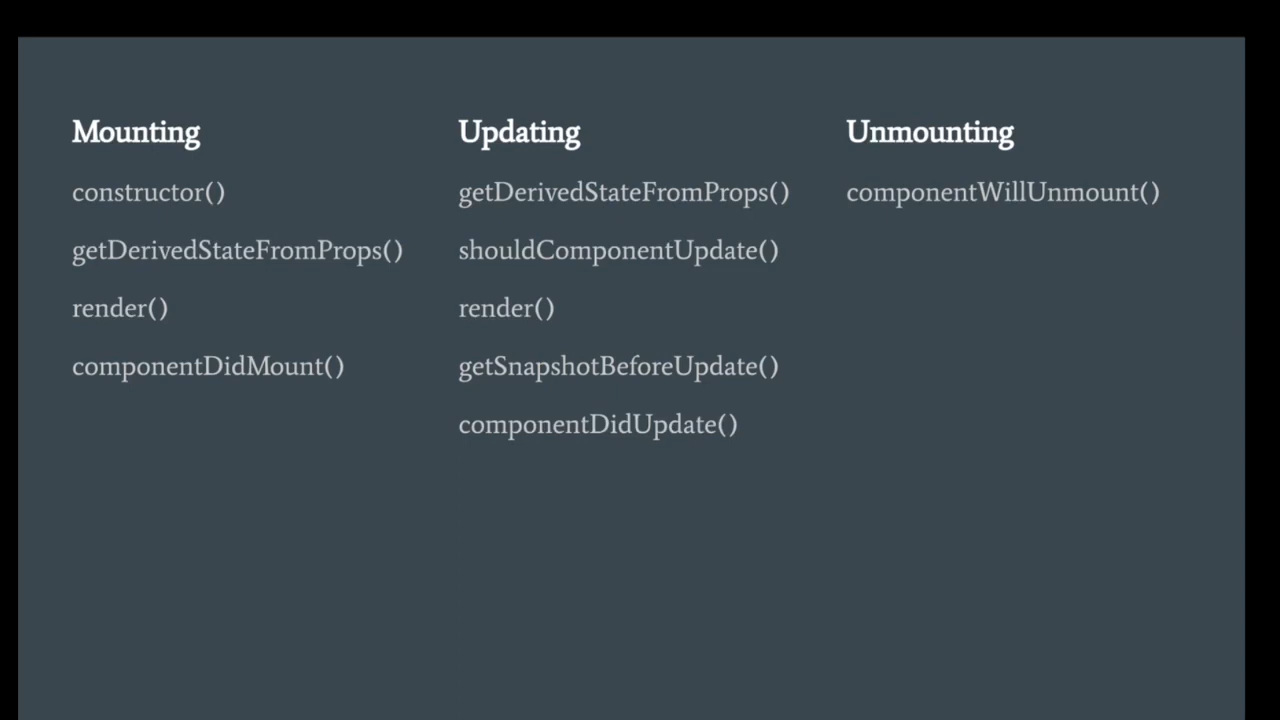 Mounting
constructor()
getDerivedStateFromProps()
render()
componentDidMount()
Updating
getDerivedStateFromProps()
shouldComponentUpdate()
render()
getSnapshotBeforeUpdate()
componentDidUpdate()
Unmounting
componentWillUnmount()